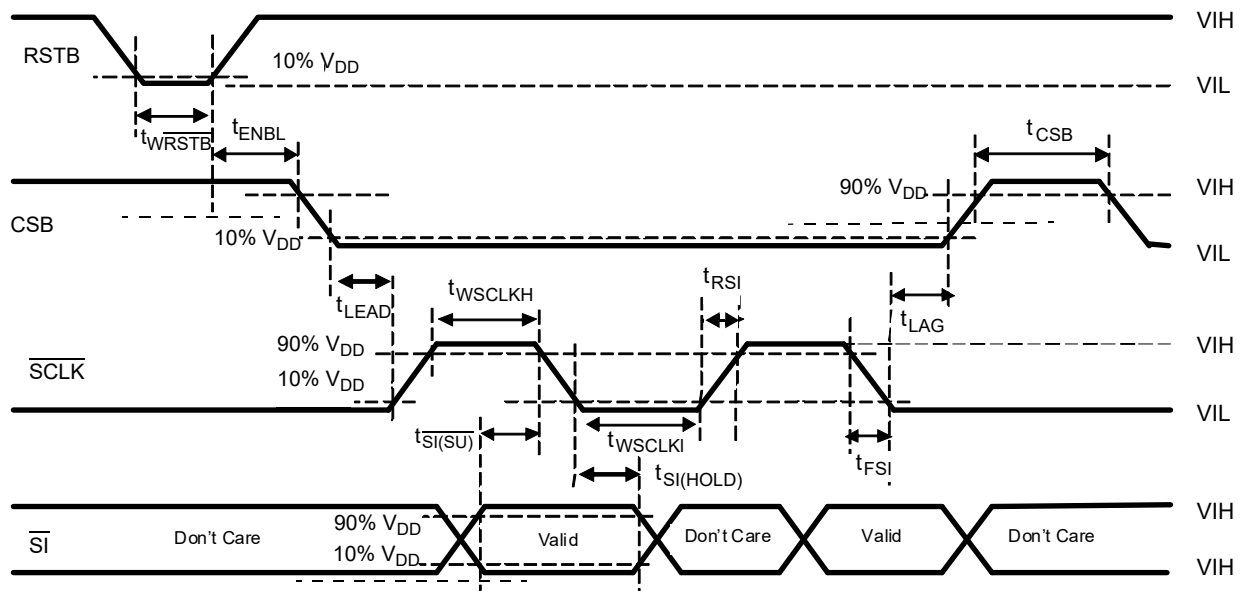 VIH
RSTB
10% VDD
VIL
tWRSTB
tENBL
tCSB
90% VDD
VIH
CSB
10% VDD
VIL
tLEAD
tWSCLKH
tRSI
tLAG
90% VDD
VIH
SCLK
10% VDD
VIL
tSI(SU)
tWSCLKl
tFSI
tSI(HOLD)
90% VDD
VIH
SI
Don't Care
Valid
Don't Care
Valid
Don't Care
10% VDD
VIH